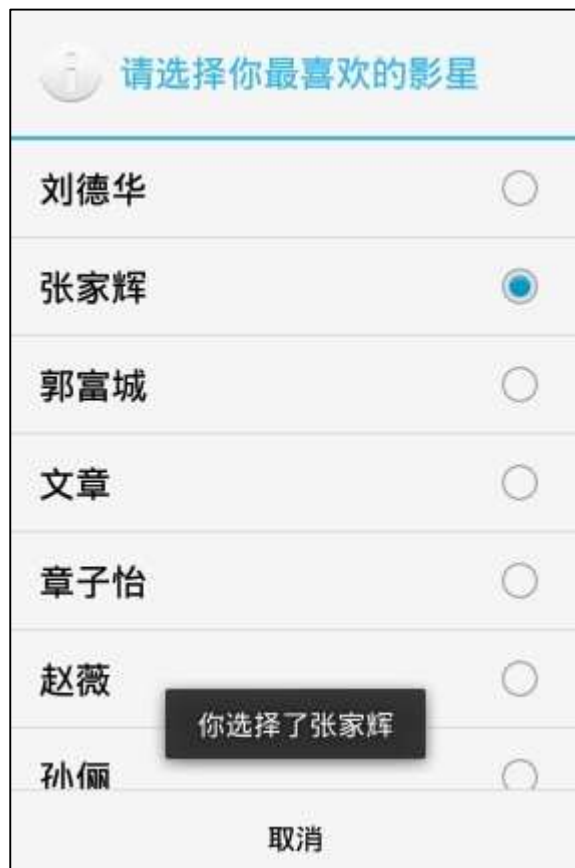 请选择你最喜欢的影星
刘德华
张家辉
郭富城
文章
章子怡
赵薇
你选择了张家辉
孙俪
取消